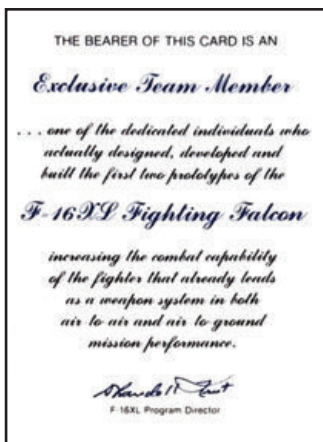 THE BEARER OF THIS CARD IS AN
Exclusive Team Member
. . . one of the dedicated individuals who
actually designed, developed and
built the first two prototypes of the
F-16XL Fighting Falcon
increasing the combat capability
of the fighter that already leads
as a weapon system in both
air to air and air to ground
mission performance.
F-16XL Program Director